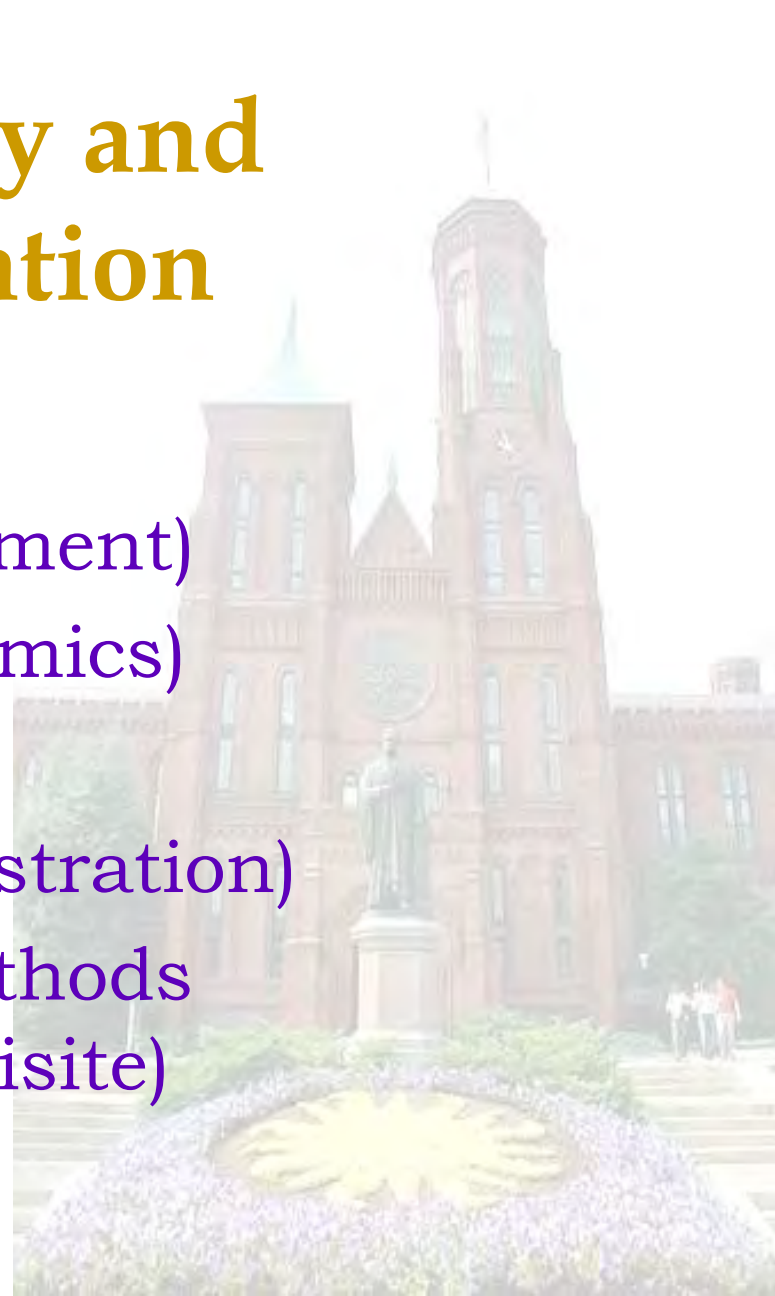 y and
ation
ment)
mics)
stration)
thods
isite)